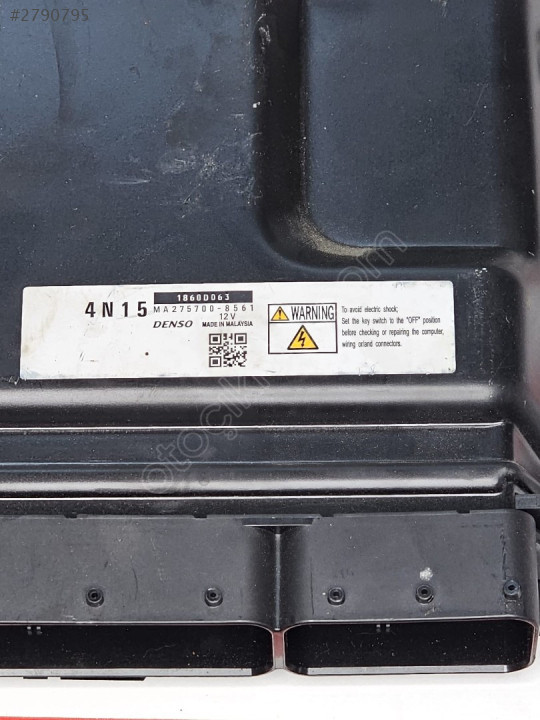 #2790795
4N15
1860D063
MA275700-8561
12V
DENSO MADE IN MALAYSIA
WARNING
To avoid electric shock;
Set the key switch to the "OFF" position
before checking or repairing the computer,
wiring or/and connectors.